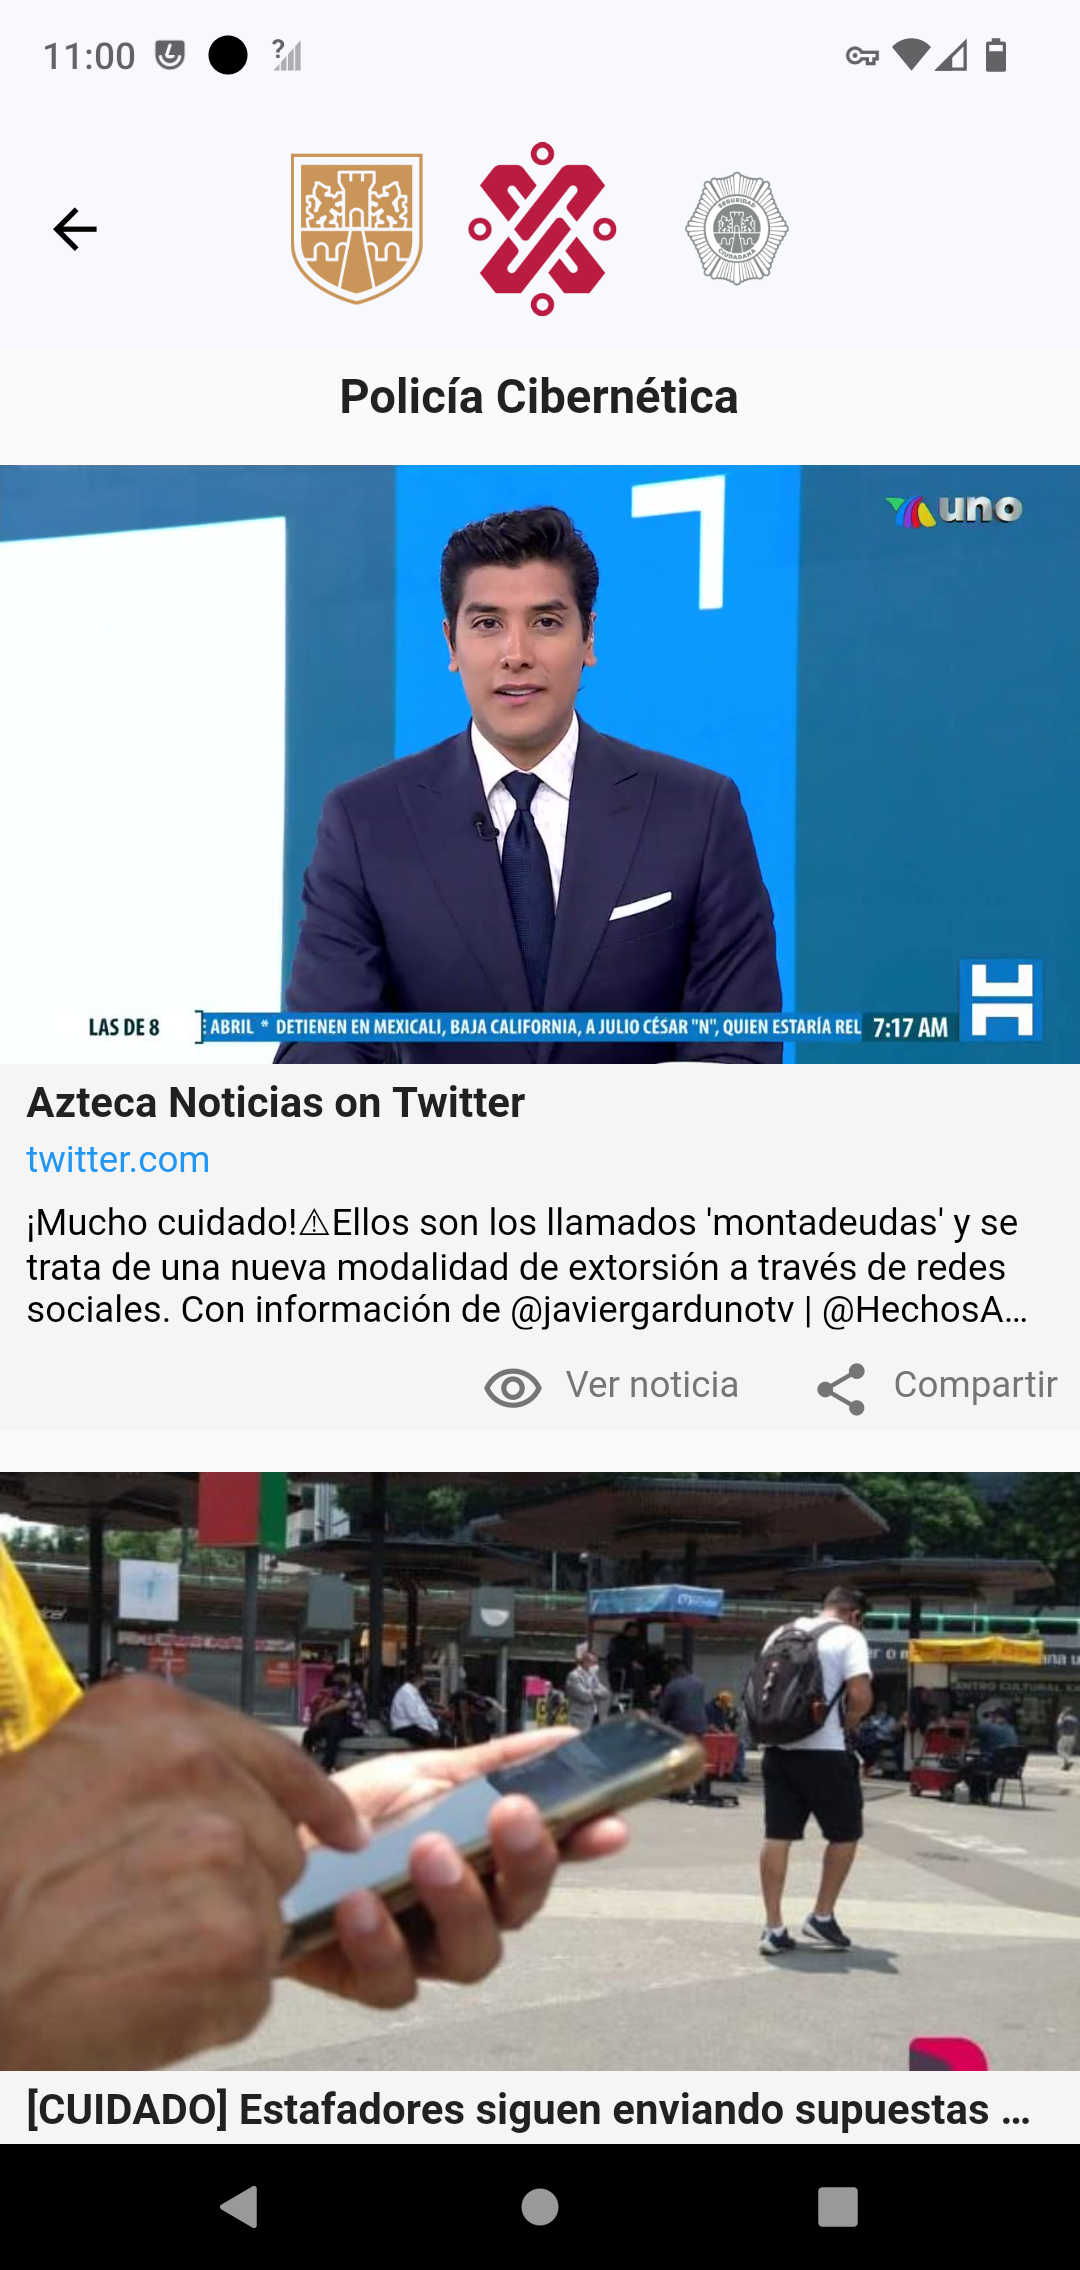 11:00
SEGURIDAD
CIUDADANA
Policía Cibernética
uno
LAS DE 8
ABRIL * DETIENEN EN MEXICALI, BAJA CALIFORNIA, A JULIO CÉSAR "N", QUIEN ESTARÍA REL
7:17 AM
H
Azteca Noticias on Twitter
twitter.com
¡Mucho cuidado!⚠Ellos son los llamados 'montadeudas' y se
trata de una nueva modalidad de extorsión a través de redes
sociales. Con información de @javiergardunotv | @HechosA...
Ver noticia
Compartir
[CUIDADO] Estafadores siguen enviando supuestas ...